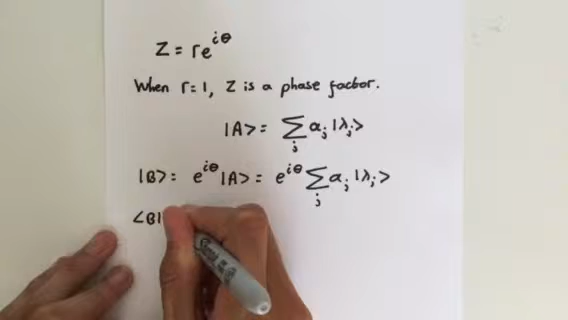 Z = re^{iθ}
When r=1, Z is a phase factor.
|A> = ∑_j α_j |λ_j>
|B> = e^{iθ} |A> = e^{iθ} ∑_j α_j |λ_j>
<B|